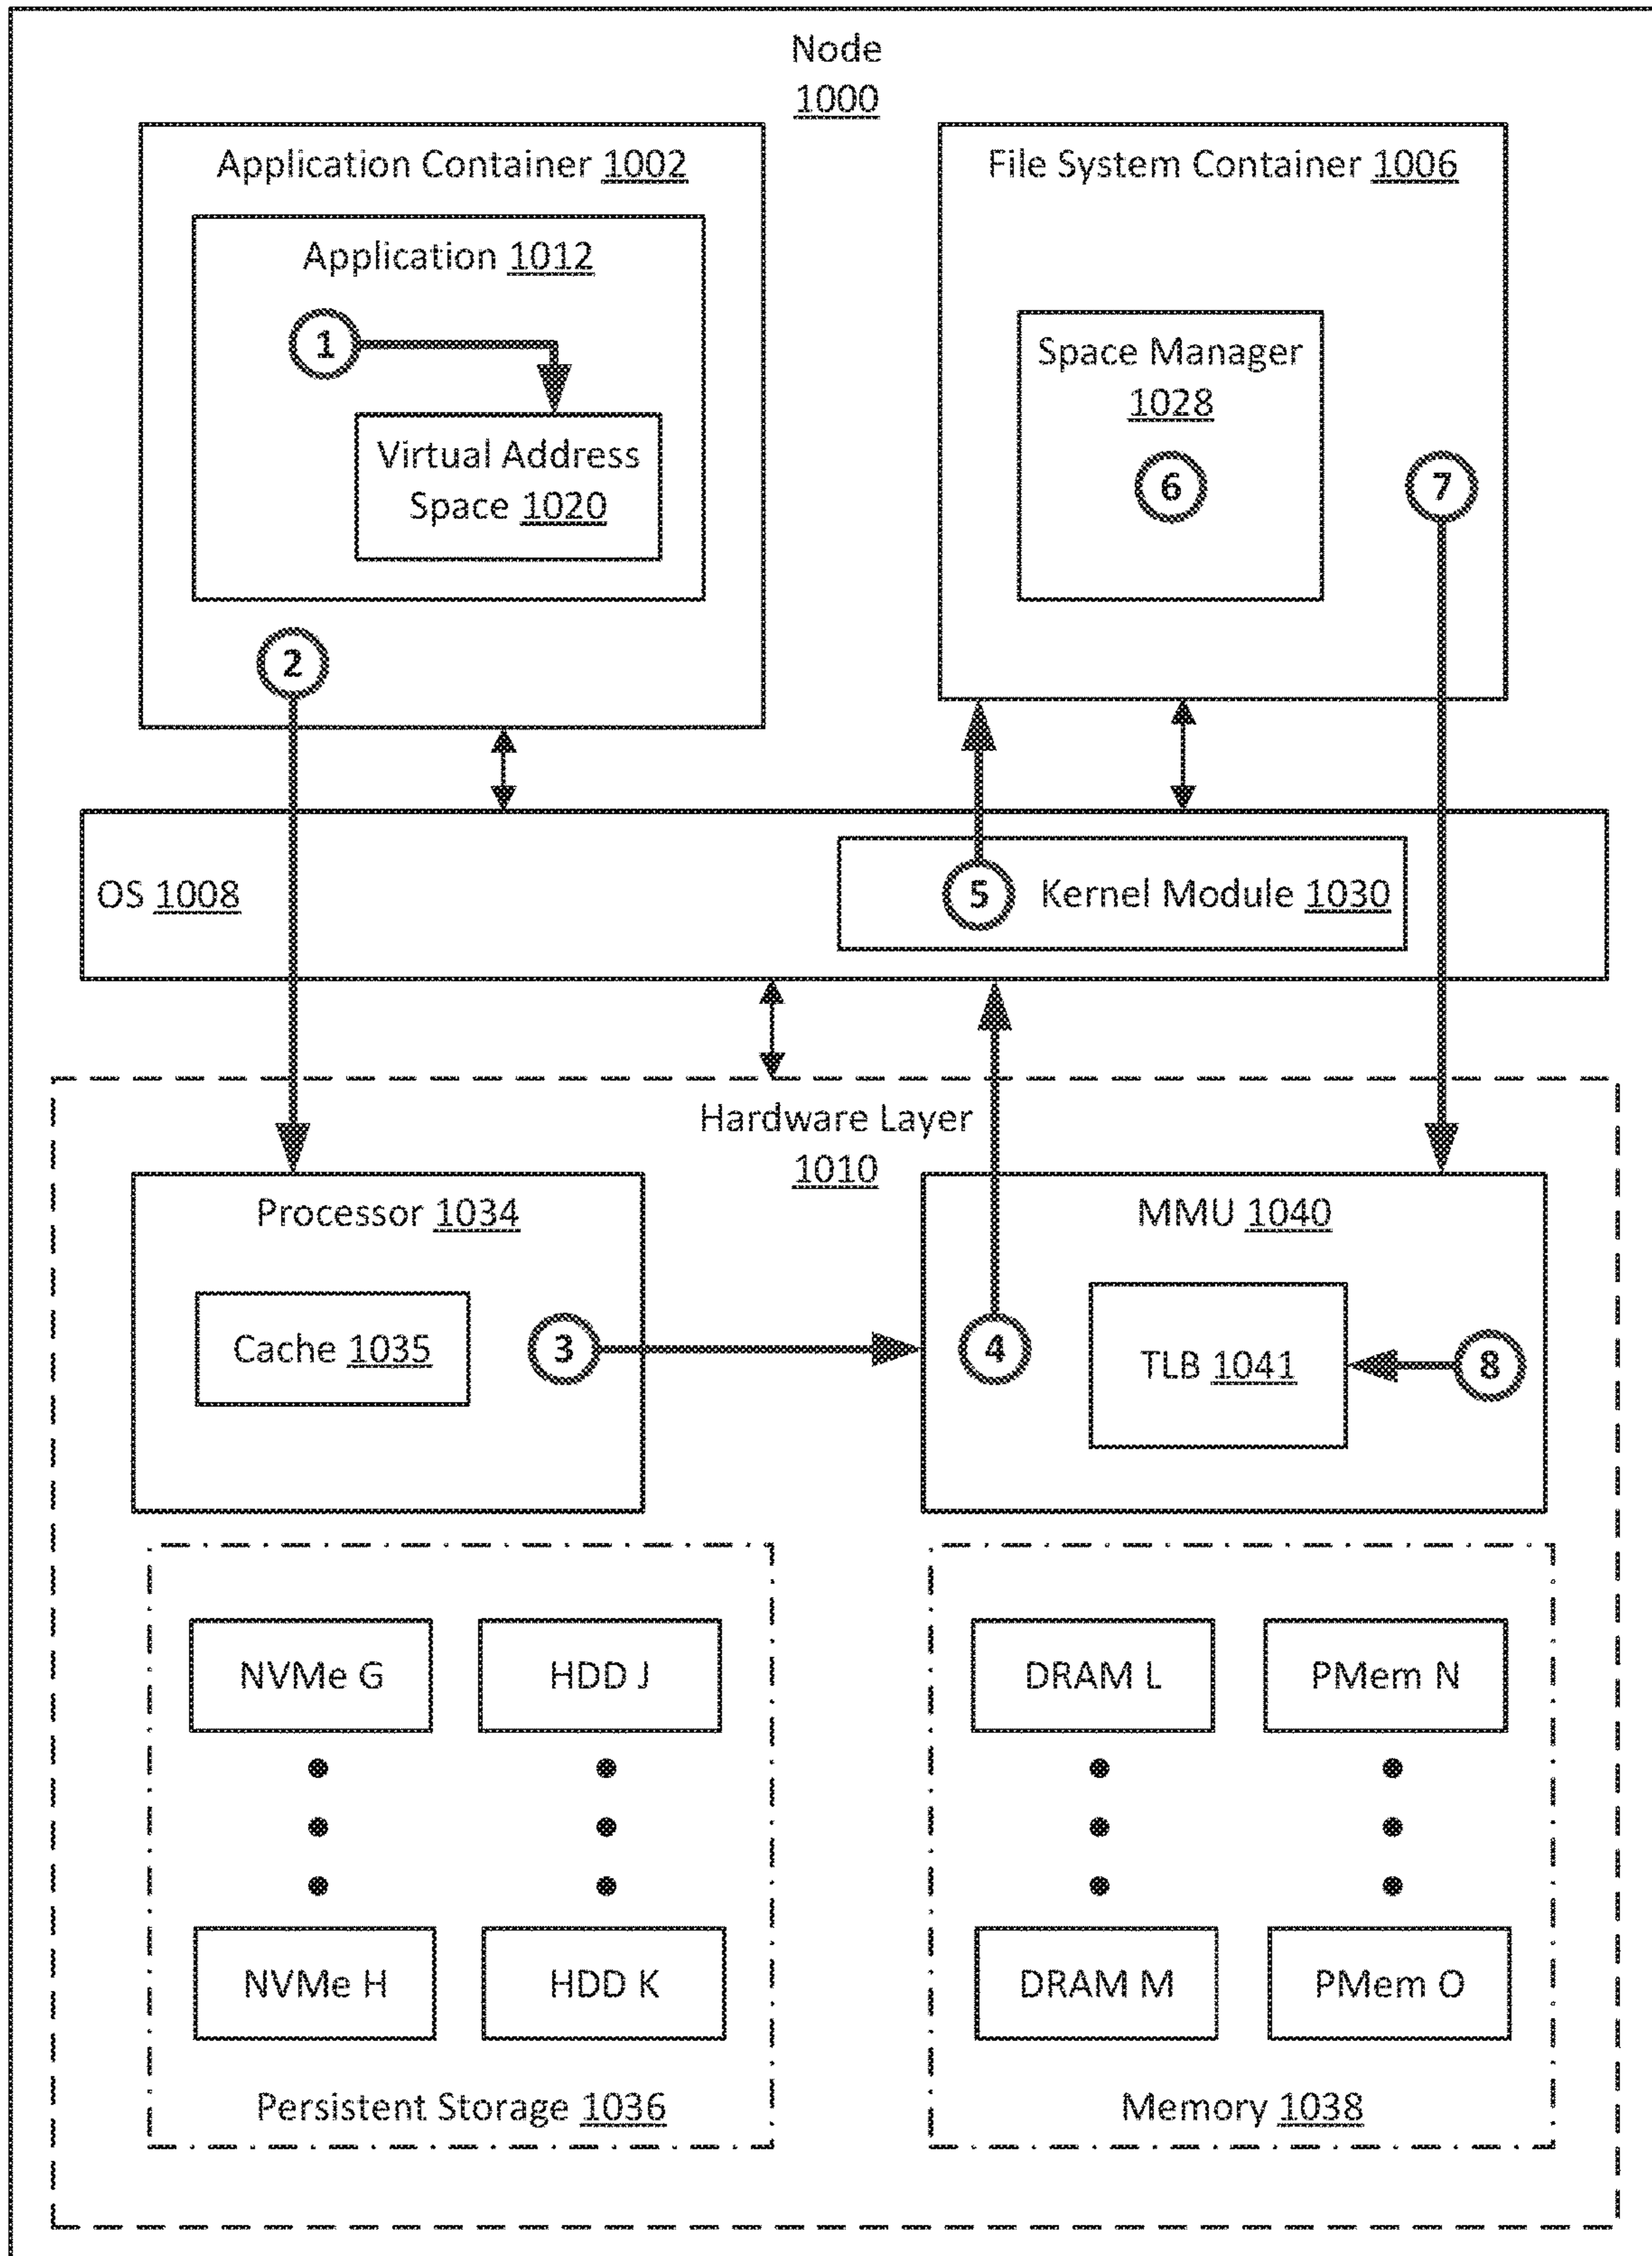 Node
1000
Application Container 1002
File System Container 1006
Application 1012
1
Virtual Address
Space 1020
2
Space Manager
1028
6
7
OS 1008
5
Kernel Module 1030
Hardware Layer
1010
Processor 1034
Cache 1035
3
MMU 1040
4
TLB 1041
8
NVMe G
HDD J
NVMe H
HDD K
Persistent Storage 1036
DRAM L
PMem N
DRAM M
PMem O
Memory 1038